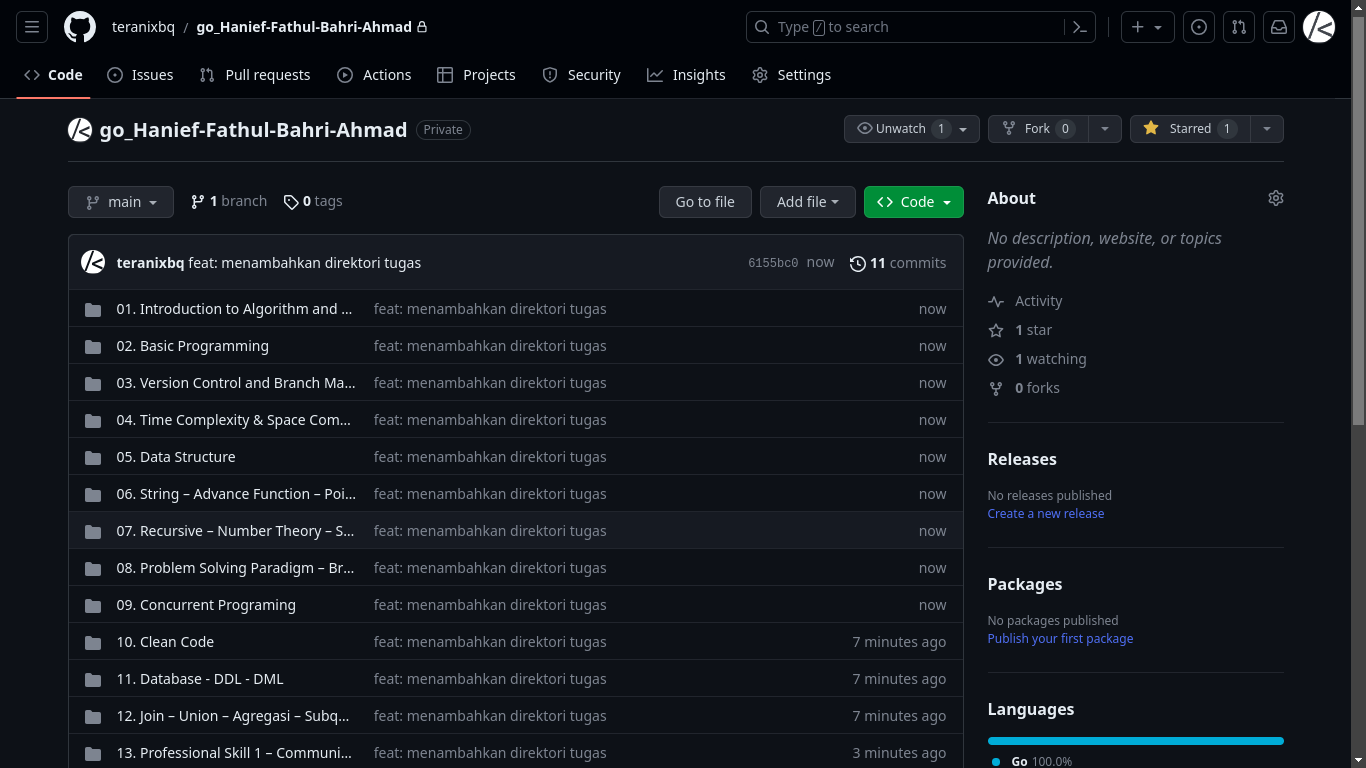 teranixbq / go_Hanief-Fathul-Bahri-Ahmad
Type / to search
Code Issues Pull requests Actions Projects Security Insights Settings
go_Hanief-Fathul-Bahri-Ahmad Private
Unwatch 1 Fork 0 Starred 1
main 1 branch 0 tags Go to file Add file Code
teranixbq feat: menambahkan direktori tugas 6155bc0 now 11 commits
01. Introduction to Algorithm and ... feat: menambahkan direktori tugas now
02. Basic Programming feat: menambahkan direktori tugas now
03. Version Control and Branch Ma... feat: menambahkan direktori tugas now
04. Time Complexity & Space Com... feat: menambahkan direktori tugas now
05. Data Structure feat: menambahkan direktori tugas now
06. String – Advance Function – Poi... feat: menambahkan direktori tugas now
07. Recursive – Number Theory – S... feat: menambahkan direktori tugas now
08. Problem Solving Paradigm – Br... feat: menambahkan direktori tugas now
09. Concurrent Programing feat: menambahkan direktori tugas now
10. Clean Code feat: menambahkan direktori tugas 7 minutes ago
11. Database - DDL - DML feat: menambahkan direktori tugas 7 minutes ago
12. Join – Union – Agregasi – Subq... feat: menambahkan direktori tugas 7 minutes ago
13. Professional Skill 1 – Communi... feat: menambahkan direktori tugas 3 minutes ago
About
No description, website, or topics
provided.
Activity
1 star
1 watching
0 forks
Releases
No releases published
Create a new release
Packages
No packages published
Publish your first package
Languages
Go 100.0%